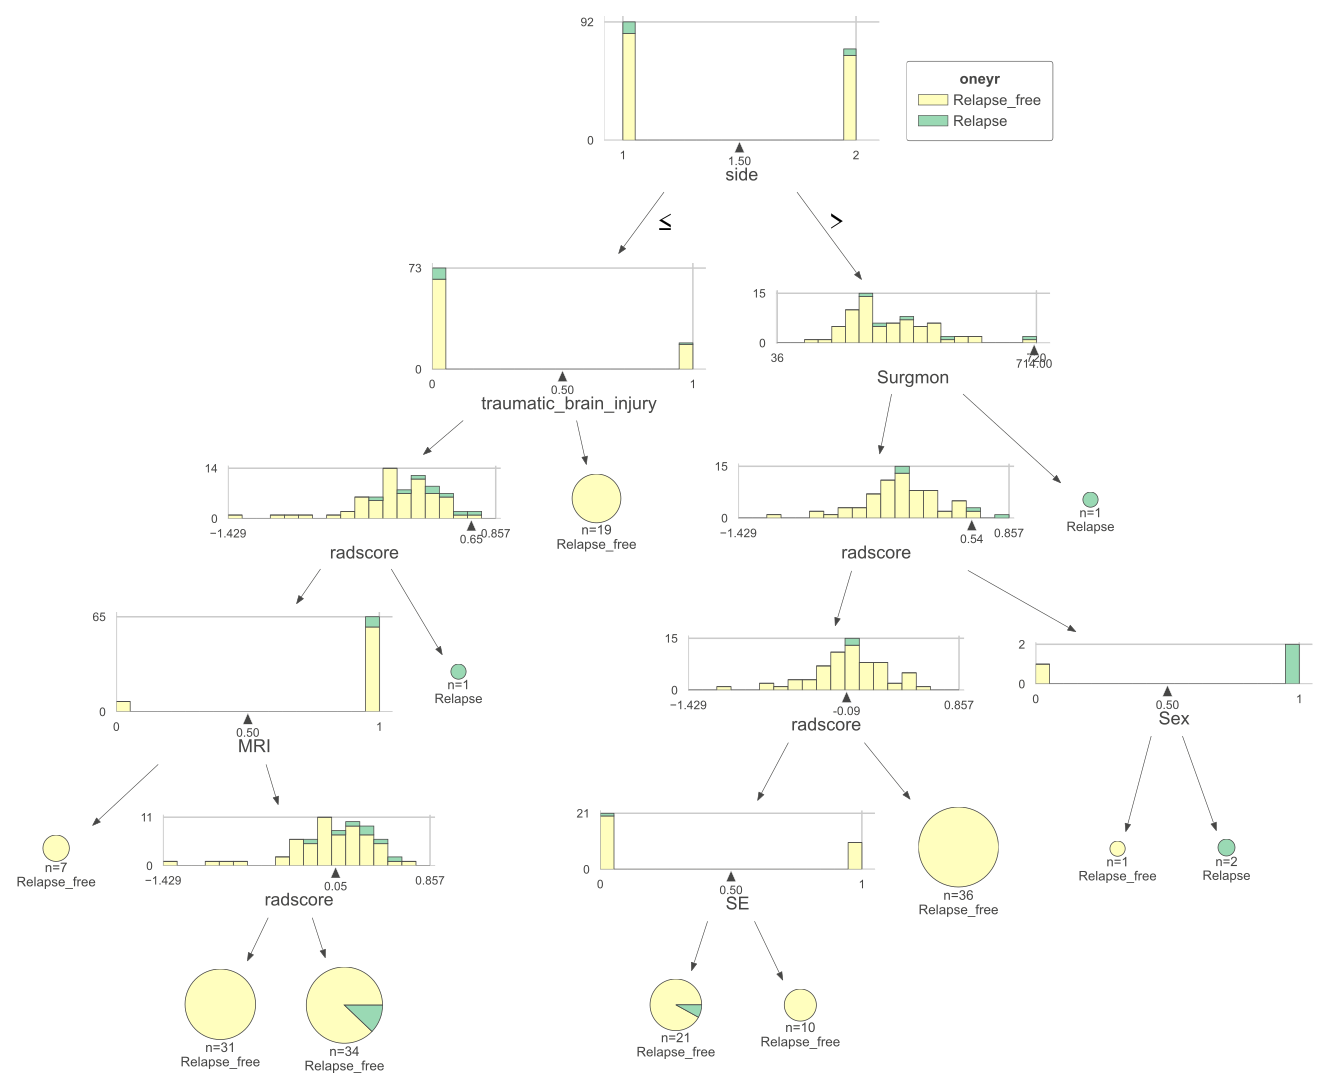 92
0
1
1.50
2
side
oneyr
Relapse_free
Relapse
≤
>
73
0
0
0.50
1
traumatic_brain_injury
15
0
36
720
714.00
Surgmon
14
0
−1.429
0.65
0.857
radscore
n=19
Relapse_free
15
0
−1.429
0.54
0.857
radscore
n=1
Relapse
65
0
0
0.50
1
MRI
n=1
Relapse
15
0
−1.429
-0.09
0.857
radscore
2
0
0
0.50
1
Sex
n=7
Relapse_free
11
0
−1.429
0.05
0.857
radscore
21
0
0
0.50
1
SE
n=36
Relapse_free
n=1
Relapse_free
n=2
Relapse
n=31
Relapse_free
n=34
Relapse_free
n=21
Relapse_free
n=10
Relapse_free